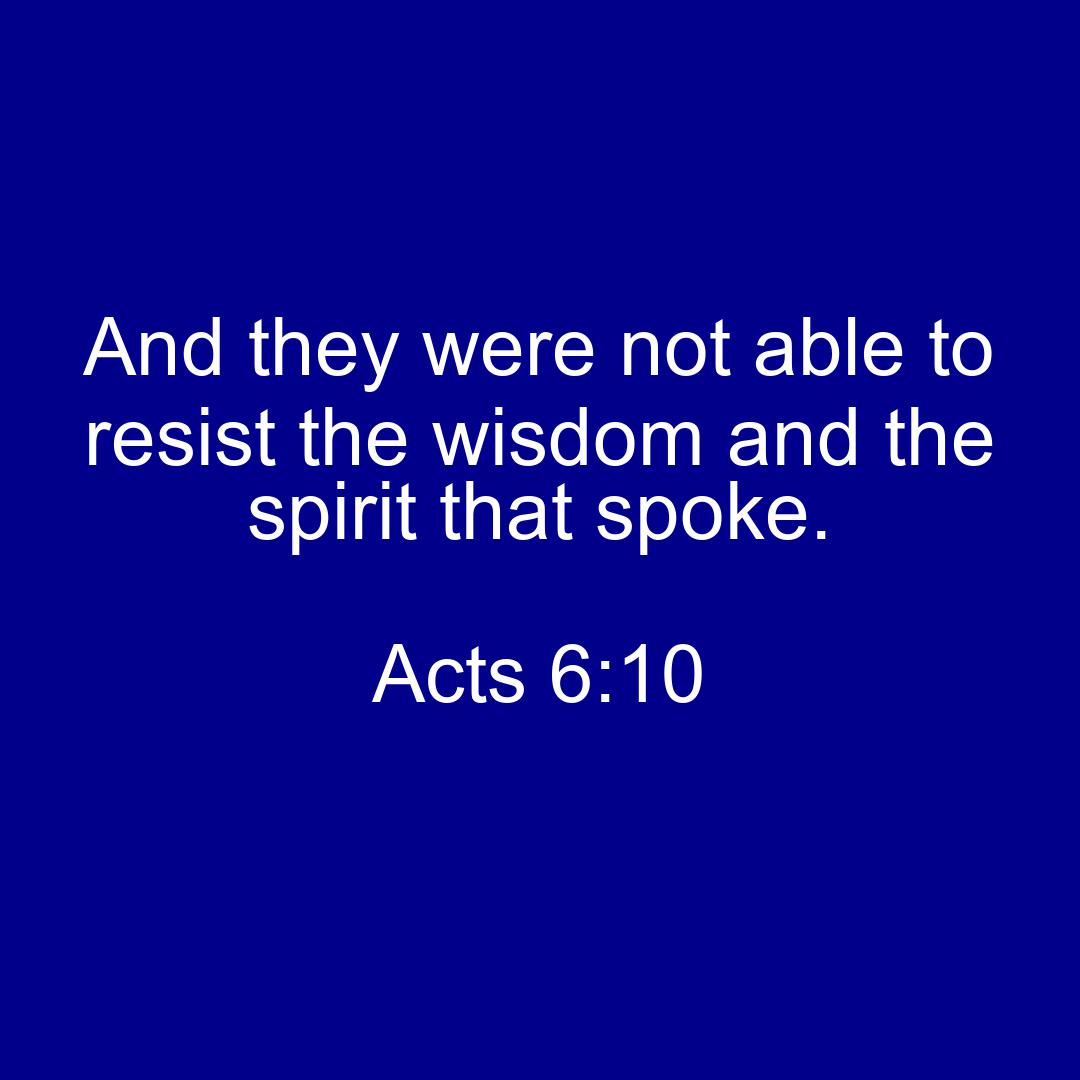 And they were not able to
resist the wisdom and the
spirit that spoke.
Acts 6:10